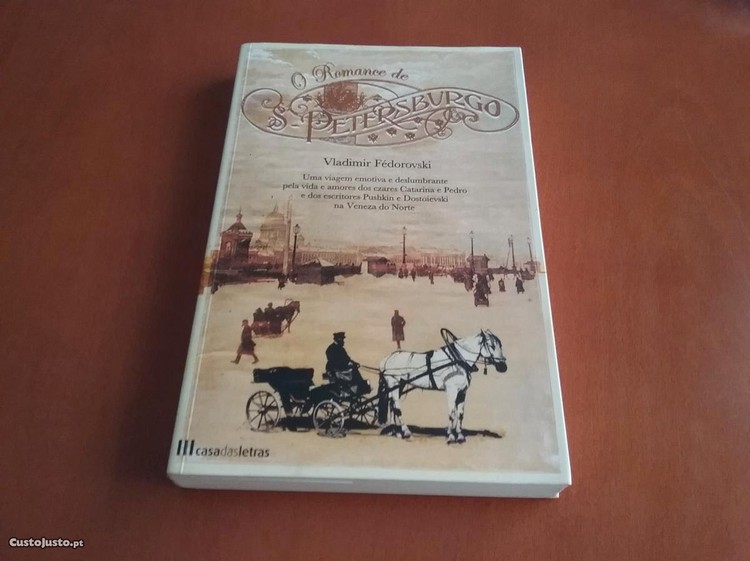 O Romance de
S. PETERSBURGO
Vladimir Fédorovski
Uma viagem emotiva e deslumbrante
pela vida e amores dos czares Catarina e Pedro
e dos escritores Pushkin e Dostoievski
na Veneza do Norte
casadasletras
CustoJusto.pt